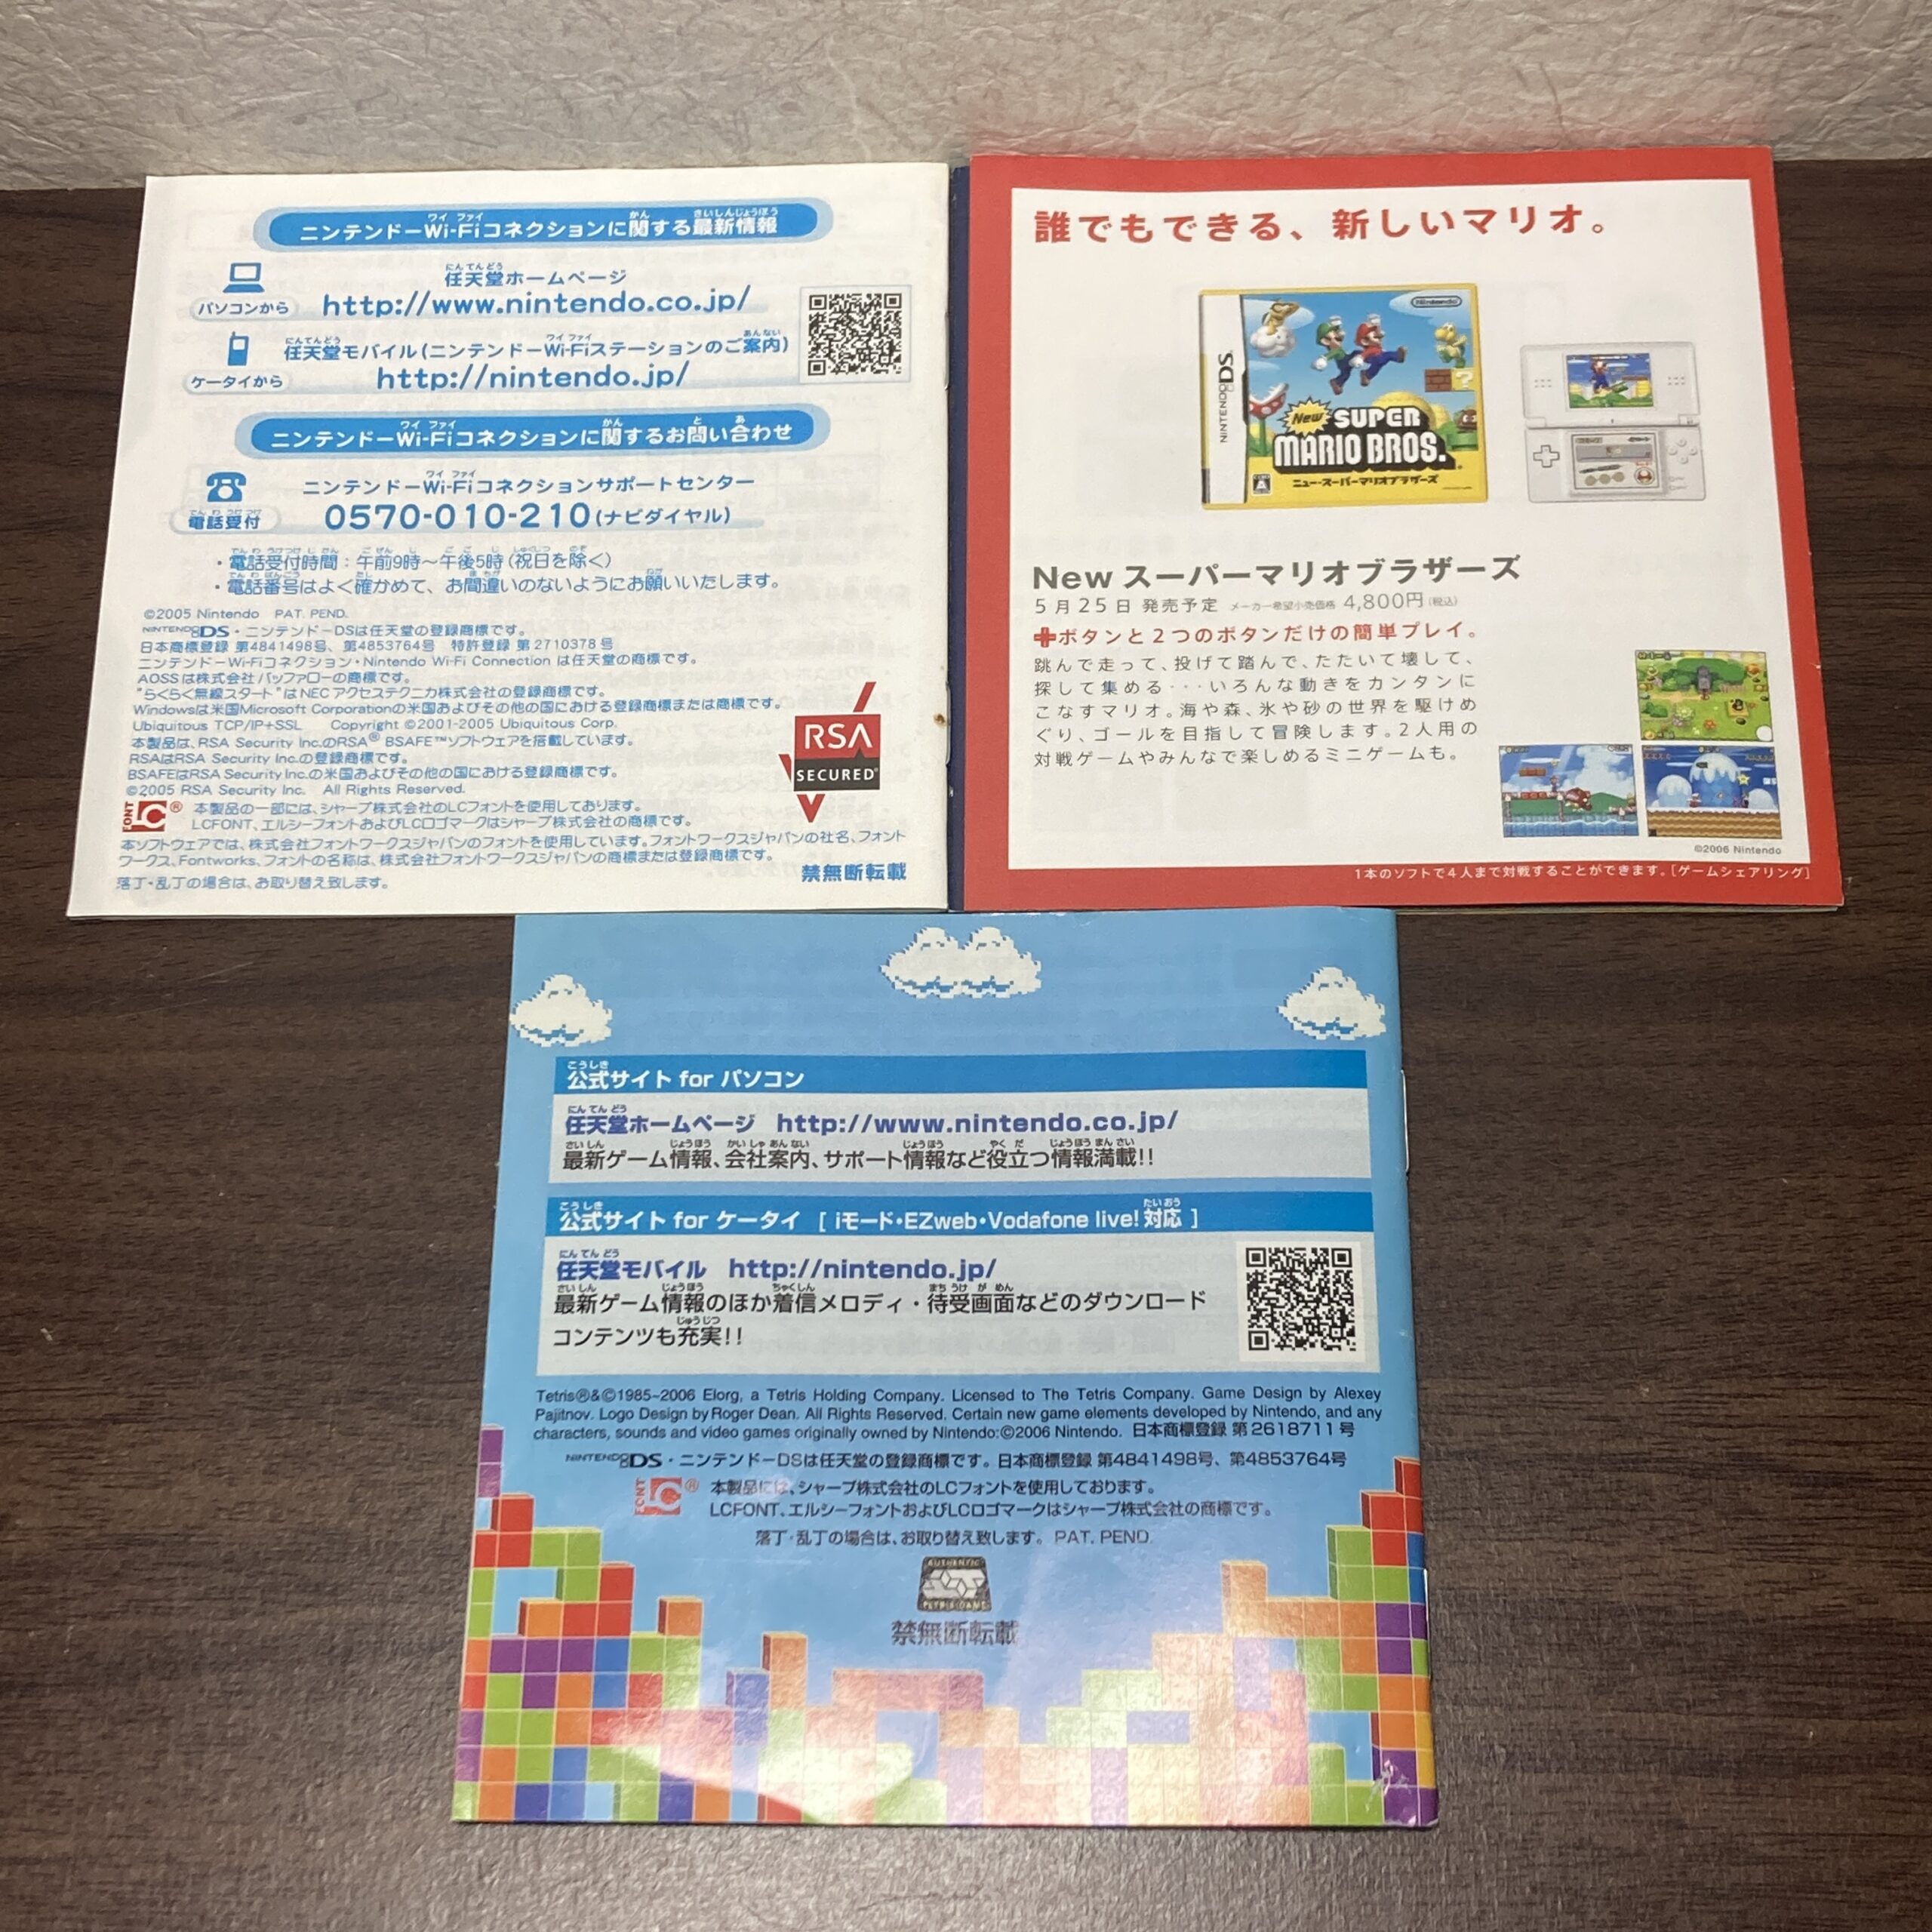 ニンテンドーWi-Fiコネクションに関する最新情報
任天堂ホームページ
パソコンから http://www.nintendo.co.jp/
任天堂モバイル(ニンテンドーWi-Fiステーションのご案内)
ケータイから http://nintendo.jp/
ニンテンドーWi-Fiコネクションに関するお問い合わせ
ニンテンドーWi-Fiコネクションサポートセンター
電話受付 0570-010-210(ナビダイヤル)
・電話受付時間：午前9時〜午後5時(祝日を除く)
・電話番号はよく確かめて、お間違いのないようにお願いいたします。
©2005 Nintendo PAT. PEND.
NINTENDO DS・ニンテンドーDSは任天堂の登録商標です。
日本商標登録 第4841498号、第4853764号 特許登録 第2710378号
ニンテンドーWi-Fiコネクション・Nintendo Wi-Fi Connection は任天堂の商標です。
AOSSは株式会社バッファローの商標です。
"らくらく無線スタート"はNECアクセステクニカ株式会社の登録商標です。
Windowsは米国Microsoft Corporationの米国およびその他の国における登録商標または商標です。
Ubiquitous TCP/IP+SSL Copyright ©2001-2005 Ubiquitous Corp.
本製品は、RSA Security Inc.のRSA® BSAFE™ソフトウェアを搭載しています。
RSAはRSA Security Inc.の登録商標です。
BSAFEはRSA Security Inc.の米国およびその他の国における登録商標です。
©2005 RSA Security Inc. All Rights Reserved.
RSA
SECURED
FONT LC® 本製品の一部には、シャープ株式会社のLCフォントを使用しております。
LCFONT、エルシーフォントおよびLCロゴマークはシャープ株式会社の商標です。
本ソフトウェアでは、株式会社フォントワークスジャパンのフォントを使用しています。フォントワークスジャパンの社名、フォント
ワークス、Fontworks、フォントの名称は、株式会社フォントワークスジャパンの商標または登録商標です。
落丁・乱丁の場合は、お取り替え致します。
禁無断転載
誰でもできる、新しいマリオ。
NINTENDO DS
Nintendo
New SUPER
MARIO BROS.
ニュー・スーパーマリオブラザーズ
A
New スーパーマリオブラザーズ
5月25日 発売予定 メーカー希望小売価格 4,800円(税込)
✚ボタンと2つのボタンだけの簡単プレイ。
跳んで走って、投げて踏んで、たたいて壊して、
探して集める・・・いろんな動きをカンタンに
こなすマリオ。海や森、氷や砂の世界を駆けめ
ぐり、ゴールを目指して冒険します。2人用の
対戦ゲームやみんなで楽しめるミニゲームも。
©2006 Nintendo
1本のソフトで4人まで対戦することができます。[ゲームシェアリング]
公式サイト for パソコン
任天堂ホームページ http://www.nintendo.co.jp/
最新ゲーム情報、会社案内、サポート情報など役立つ情報満載!!
公式サイト for ケータイ [ iモード・EZweb・Vodafone live! 対応 ]
任天堂モバイル http://nintendo.jp/
最新ゲーム情報のほか着信メロディ・待受画面などのダウンロード
コンテンツも充実!!
Tetris®&©1985~2006 Elorg, a Tetris Holding Company. Licensed to The Tetris Company. Game Design by Alexey
Pajitnov. Logo Design by Roger Dean. All Rights Reserved. Certain new game elements developed by Nintendo, and any
characters, sounds and video games originally owned by Nintendo:©2006 Nintendo. 日本商標登録 第2618711号
NINTENDO DS・ニンテンドーDSは任天堂の登録商標です。日本商標登録 第4841498号、第4853764号
FONT LC® 本製品には、シャープ株式会社のLCフォントを使用しております。
LCFONT、エルシーフォントおよびLCロゴマークはシャープ株式会社の商標です。
落丁・乱丁の場合は、お取り替え致します。 PAT. PEND.
AUTHENTIC
TETRIS GAME
禁無断転載